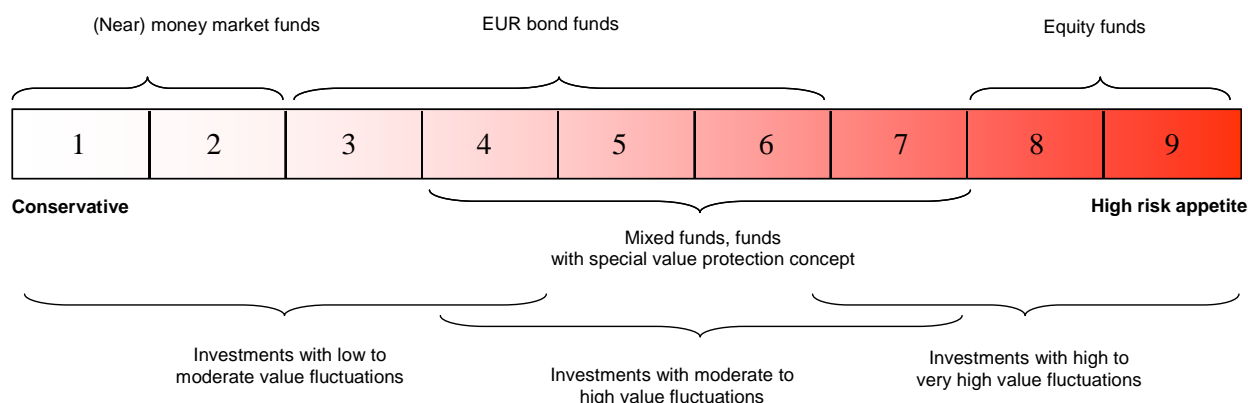 (Near) money market funds
EUR bond funds
Equity funds
1 2 3 4 5 6 7 8 9
Conservative
High risk appetite
Mixed funds, funds
with special value protection concept
Investments with low to
moderate value fluctuations
Investments with moderate to
high value fluctuations
Investments with high to
very high value fluctuations